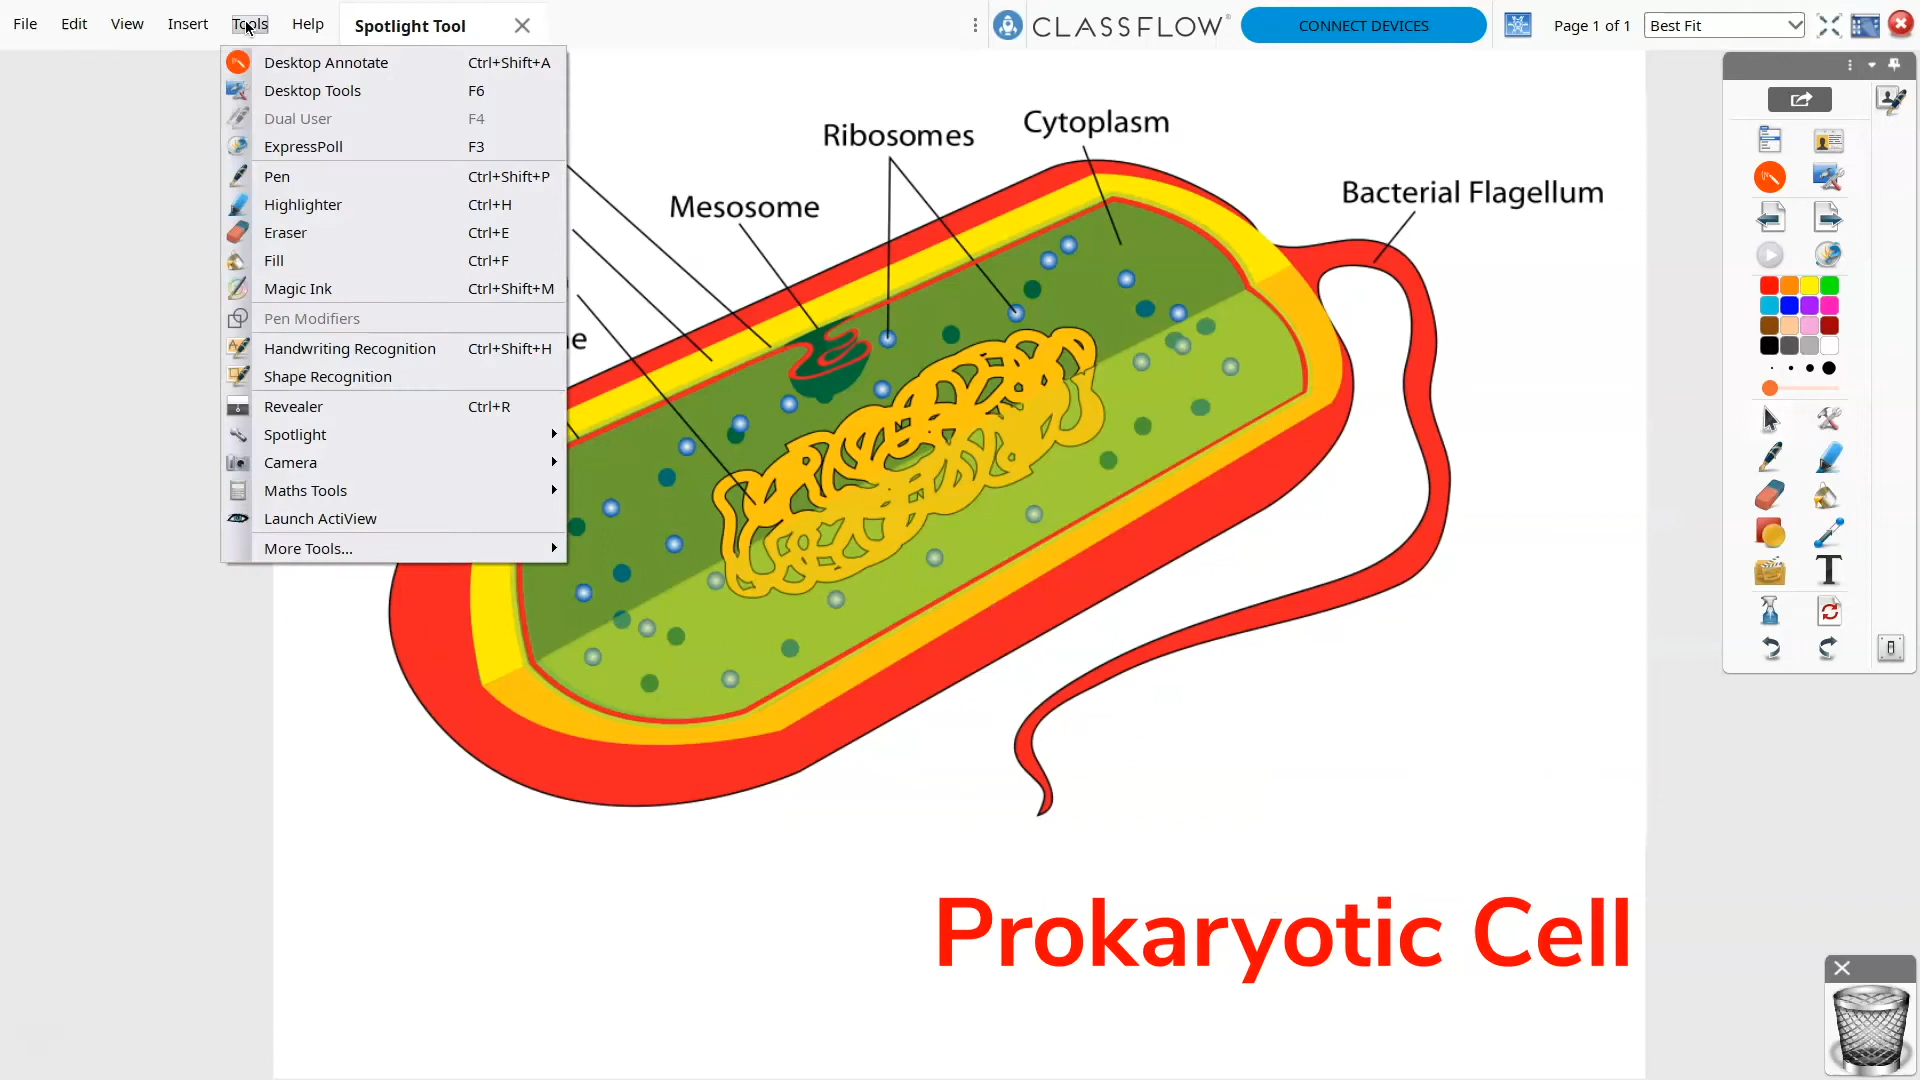 File Edit View Insert Tools Help Spotlight Tool
CLASSFLOW
CONNECT DEVICES
Page 1 of 1
Best Fit
Desktop Annotate Ctrl+Shift+A
Desktop Tools F6
Dual User F4
ExpressPoll F3
Pen Ctrl+Shift+P
Highlighter Ctrl+H
Eraser Ctrl+E
Fill Ctrl+F
Magic Ink Ctrl+Shift+M
Pen Modifiers
Handwriting Recognition Ctrl+Shift+H
Shape Recognition
Revealer Ctrl+R
Spotlight
Camera
Maths Tools
Launch ActiView
More Tools...
Ribosomes
Cytoplasm
Mesosome
Bacterial Flagellum
Prokaryotic Cell